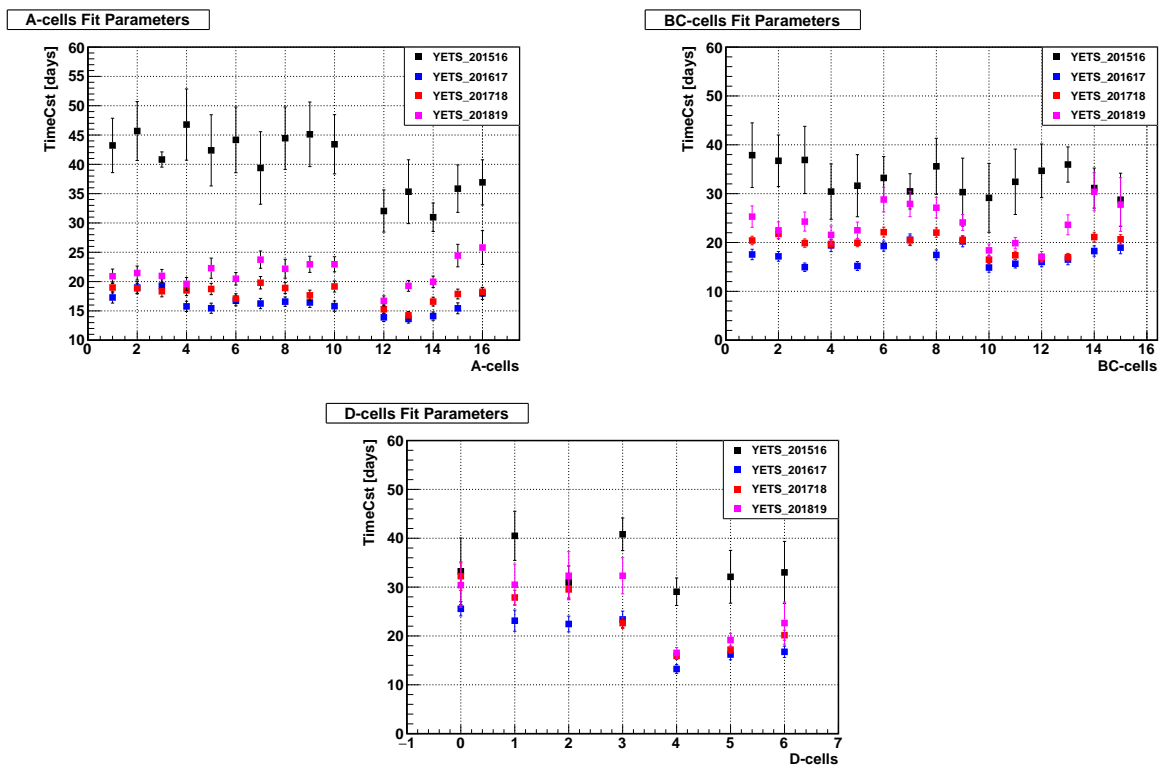 A-cells Fit Parameters
TimeCst [days]
60
55
50
45
40
35
30
25
20
15
10
YETS_201516
YETS_201617
YETS_201718
YETS_201819
0 2 4 6 8 10 12 14 16
A-cells
BC-cells Fit Parameters
TimeCst [days]
60
50
40
30
20
10
0
YETS_201516
YETS_201617
YETS_201718
YETS_201819
0 2 4 6 8 10 12 14 16
BC-cells
D-cells Fit Parameters
TimeCst [days]
60
50
40
30
20
10
0
YETS_201516
YETS_201617
YETS_201718
YETS_201819
−1 0 1 2 3 4 5 6 7
D-cells